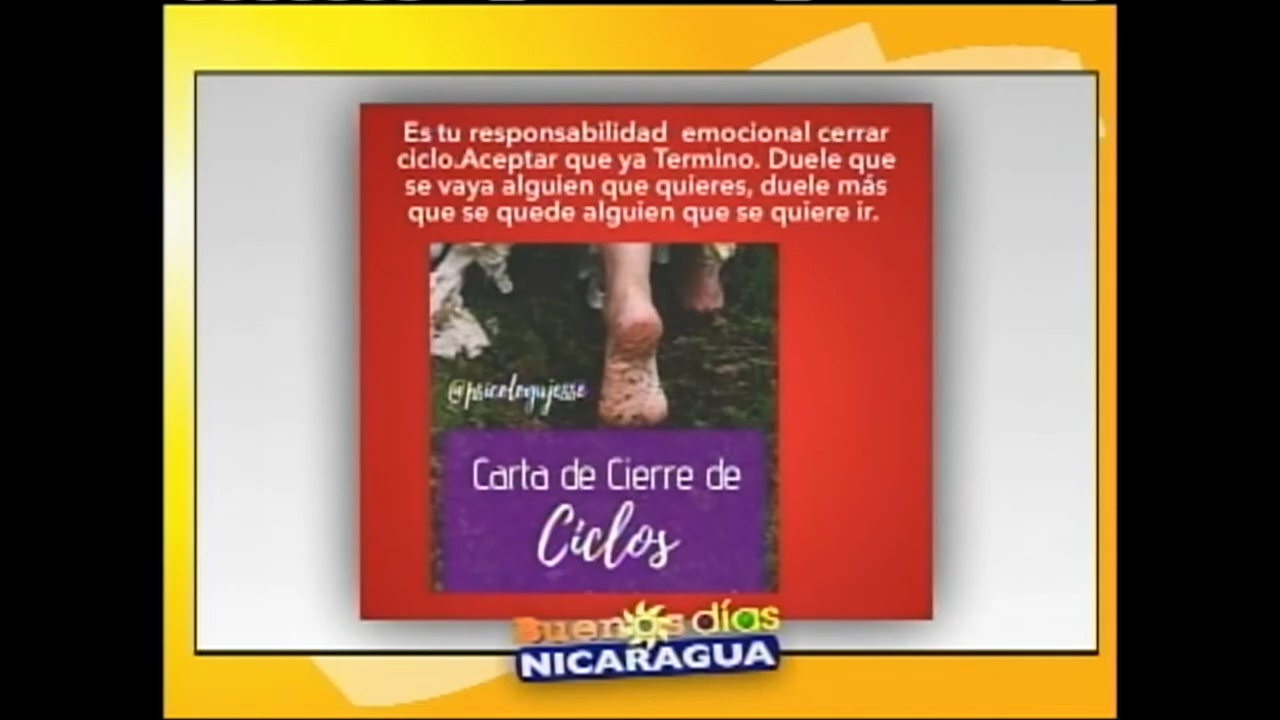 Es tu responsabilidad emocional cerrar
ciclo.Aceptar que ya Termino. Duele que
se vaya alguien que quieres, duele más
que se quede alguien que se quiere ir.
@psicologujesse
Carta de Cierre de
Ciclos
Buenos días
NICARAGUA